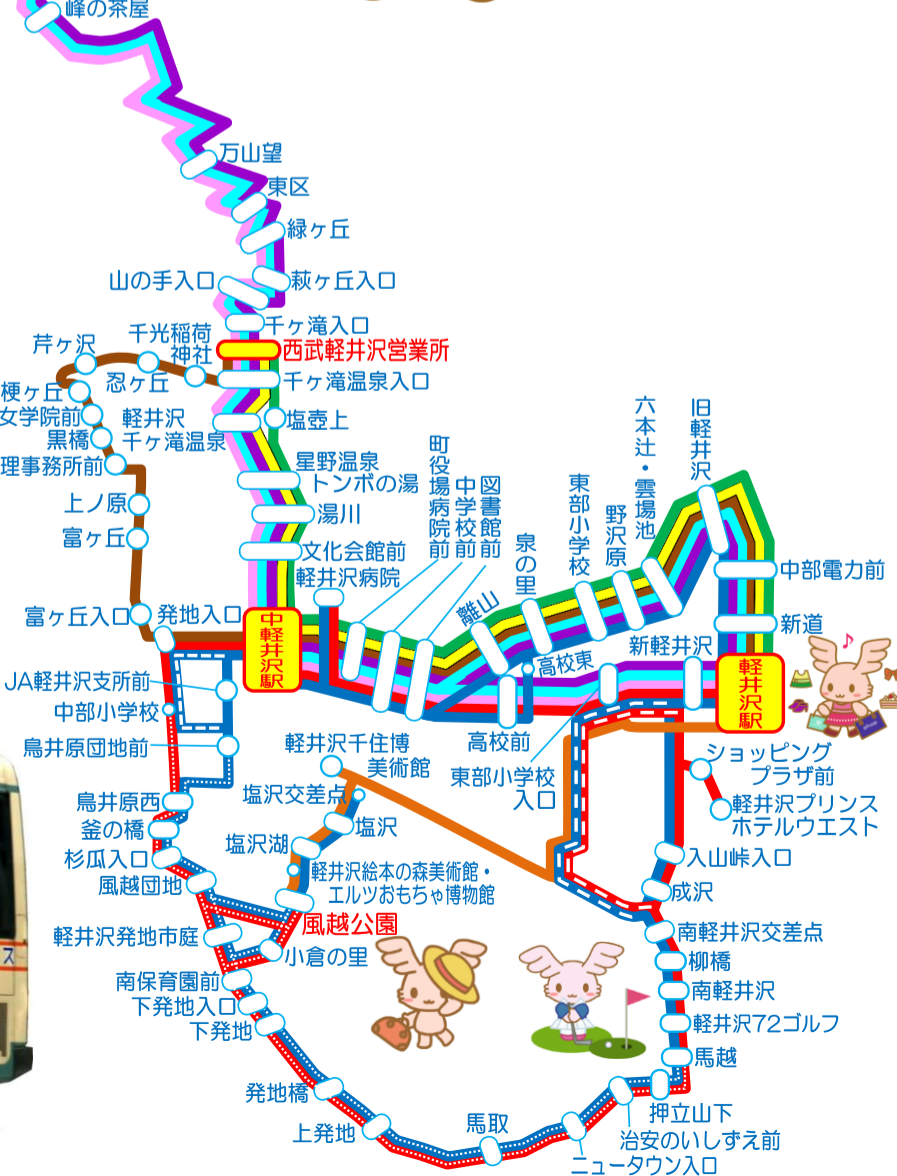 峰の茶屋
万山望
東区
緑ヶ丘
山の手入口
萩ヶ丘入口
千ヶ滝入口
西武軽井沢営業所
千光稲荷
神社
芹ヶ沢
忍ヶ丘
千ヶ滝温泉入口
梗ヶ丘
女学院前
黒橋
理事務所前
軽井沢
千ヶ滝温泉
塩壺上
上ノ原
富ヶ丘
星野温泉
トンボの湯
湯川
文化会館前
軽井沢病院
富ヶ丘入口
発地入口
中軽井沢駅
町役場病院前
中学校前
図書館前
離山
泉の里
東部小学校
野沢原
六本辻・雲場池
旧軽井沢
中部電力前
新道
軽井沢駅
新軽井沢
高校東
高校前
東部小学校
入口
JA軽井沢支所前
中部小学校
鳥井原団地前
鳥井原西
釜の橋
杉瓜入口
風越団地
軽井沢千住博
美術館
塩沢交差点
塩沢
塩沢湖
軽井沢絵本の森美術館・
エルツおもちゃ博物館
風越公園
小倉の里
軽井沢発地市庭
南保育園前
下発地入口
下発地
発地橋
上発地
馬取
ニュータウン入口
治安のいしずえ前
押立山下
馬越
軽井沢72ゴルフ
南軽井沢
柳橋
南軽井沢交差点
成沢
入山峠入口
ショッピング
プラザ前
軽井沢プリンス
ホテルウエスト
ス